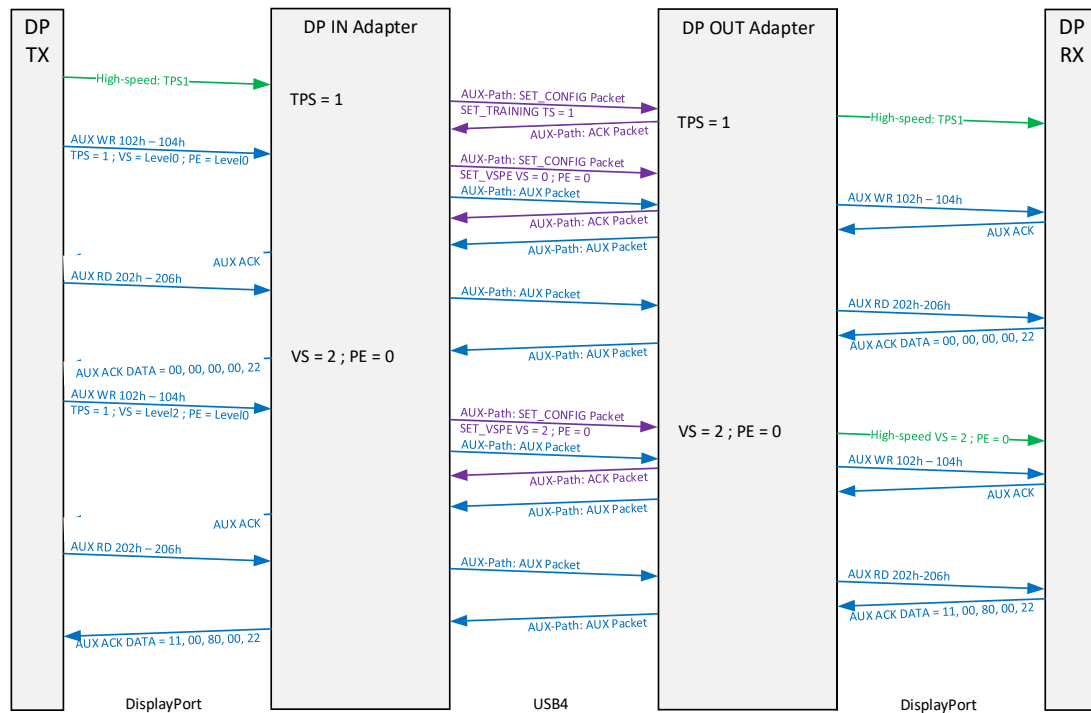 DP
TX
DP IN Adapter
DP OUT Adapter
DP
RX
High-speed: TPS1
TPS = 1
AUX-Path: SET_CONFIG Packet
SET_TRAINING TS = 1
AUX-Path: ACK Packet
TPS = 1
High-speed: TPS1
AUX WR 102h – 104h
TPS = 1 ; VS = Level0 ; PE = Level0
AUX-Path: SET_CONFIG Packet
SET_VSPE VS = 0 ; PE = 0
AUX-Path: AUX Packet
AUX WR 102h – 104h
AUX-Path: ACK Packet
AUX ACK
AUX-Path: AUX Packet
AUX ACK
AUX RD 202h – 206h
AUX-Path: AUX Packet
AUX RD 202h-206h
AUX ACK DATA = 00, 00, 00, 00, 22
AUX-Path: AUX Packet
VS = 2 ; PE = 0
AUX ACK DATA = 00, 00, 00, 00, 22
AUX WR 102h – 104h
TPS = 1 ; VS = Level2 ; PE = Level0
AUX-Path: SET_CONFIG Packet
SET_VSPE VS = 2 ; PE = 0
VS = 2 ; PE = 0
High-speed VS = 2 ; PE = 0
AUX-Path: AUX Packet
AUX WR 102h – 104h
AUX-Path: ACK Packet
AUX ACK
AUX-Path: AUX Packet
AUX ACK
AUX RD 202h – 206h
AUX-Path: AUX Packet
AUX RD 202h-206h
AUX ACK DATA = 11, 00, 80, 00, 22
AUX-Path: AUX Packet
AUX ACK DATA = 11, 00, 80, 00, 22
DisplayPort
USB4
DisplayPort